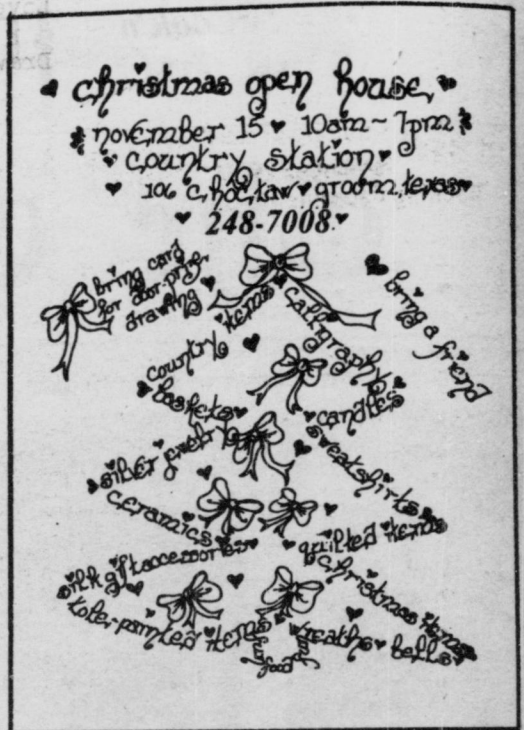 christmas open house
november 15 10am~7pm
country station
106 choctaw groom, texas
248-7008
bring card
for door prize
drawing
bring a friend
country items
calligraphy
baskets
candles
silver jewelry
sweatshirts
ceramics
quilted items
silk gift accessories
christmas items
tole-painted items
wreaths bells
food